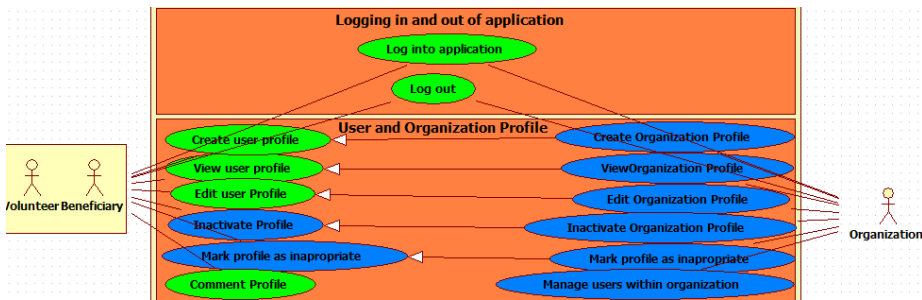 Logging in and out of application
Log into application
Log out
User and Organization Profile
Create user profile
Create Organization Profile
View user profile
ViewOrganization Profile
Edit user Profile
Edit Organization Profile
Volunteer Beneficiary
Inactivate Profile
Inactivate Organization Profile
Organization
Mark profile as inapropriate
Mark profile as inapropriate
Comment Profile
Manage users within organization